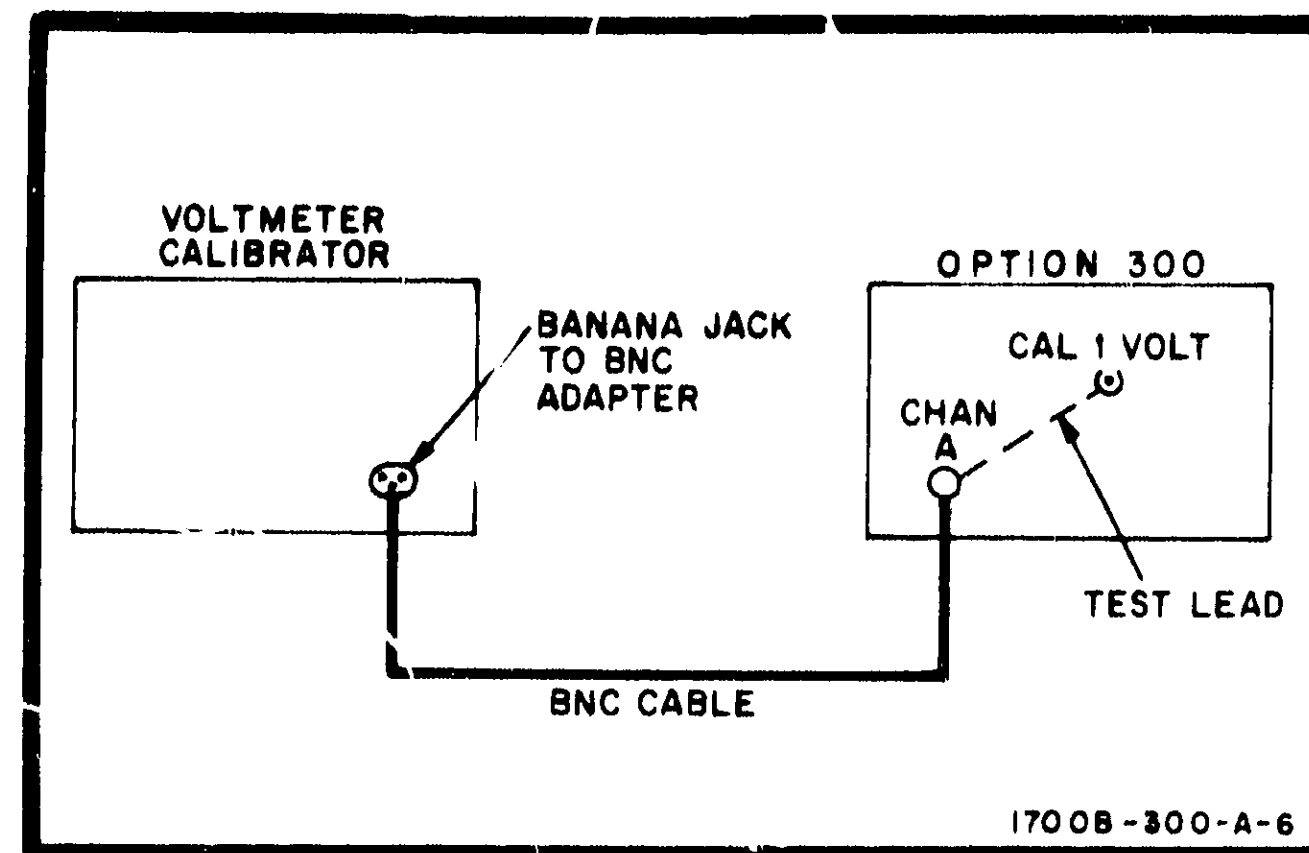 VOLTMETER
CALIBRATOR
BANANA JACK
TO BNC
ADAPTER
OPTION 300
CAL 1 VOLT
CHAN
A
TEST LEAD
BNC CABLE
1700B-300-A-6